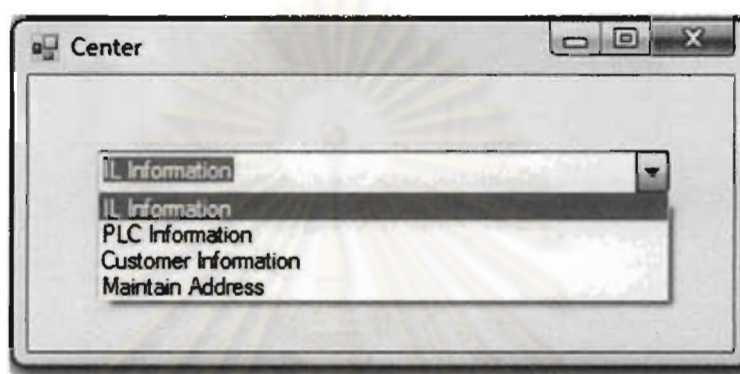 Center
IL Information
IL Information
PLC Information
Customer Information
Maintain Address